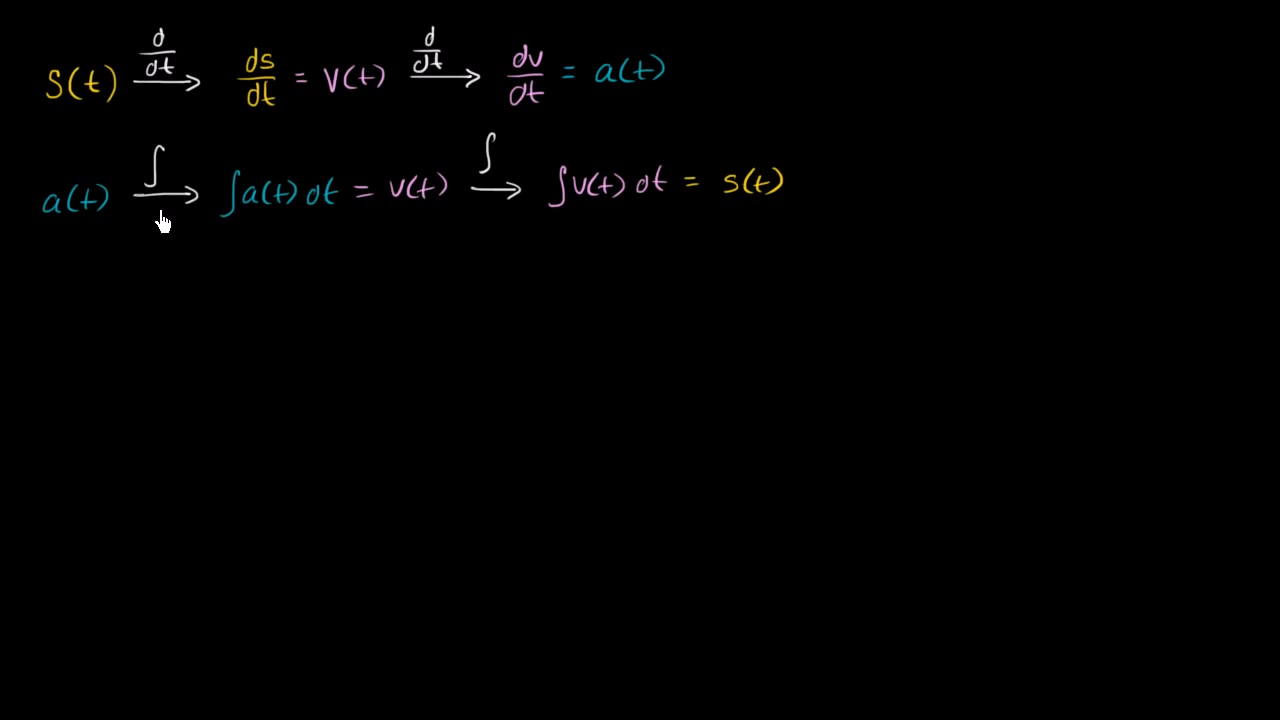 S(t) d/dt → ds/dt = v(t) d/dt → dv/dt = a(t)
a(t) ∫ → ∫a(t) dt = v(t) ∫ → ∫v(t) dt = s(t)